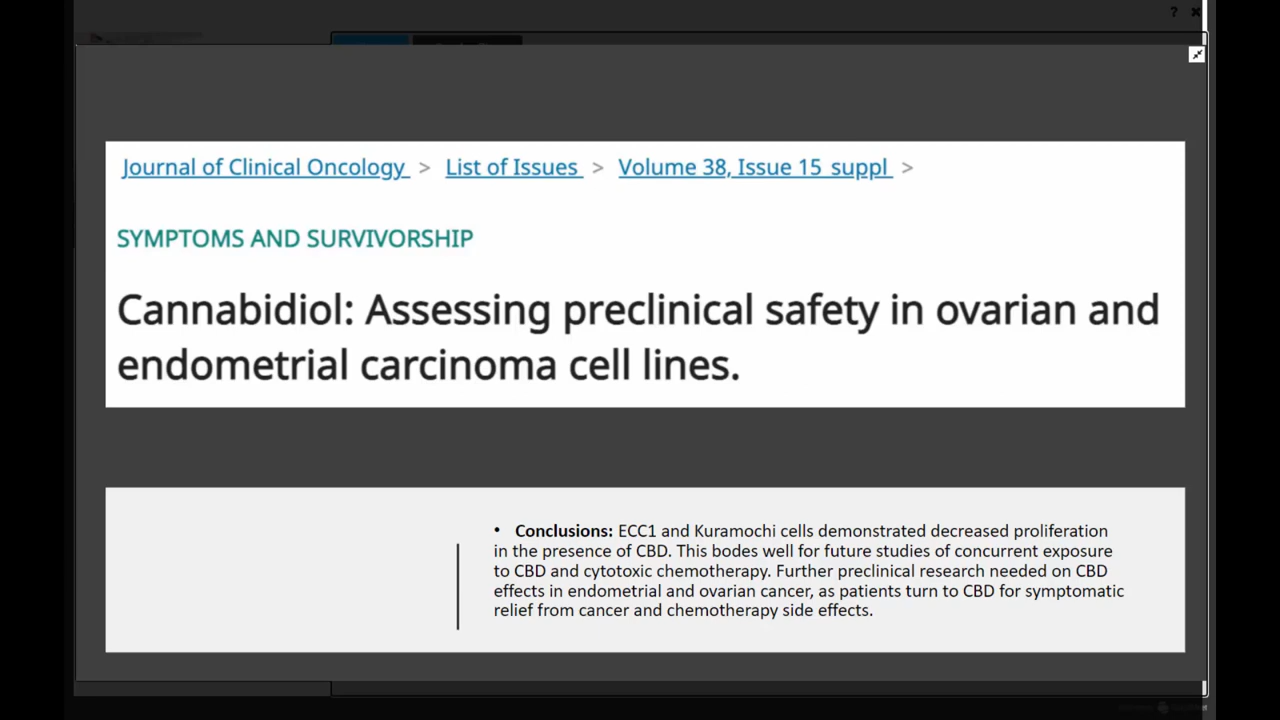 ? ×
Journal of Clinical Oncology > List of Issues > Volume 38, Issue 15_suppl >
SYMPTOMS AND SURVIVORSHIP
Cannabidiol: Assessing preclinical safety in ovarian and
endometrial carcinoma cell lines.
• Conclusions: ECC1 and Kuramochi cells demonstrated decreased proliferation
in the presence of CBD. This bodes well for future studies of concurrent exposure
to CBD and cytotoxic chemotherapy. Further preclinical research needed on CBD
effects in endometrial and ovarian cancer, as patients turn to CBD for symptomatic
relief from cancer and chemotherapy side effects.